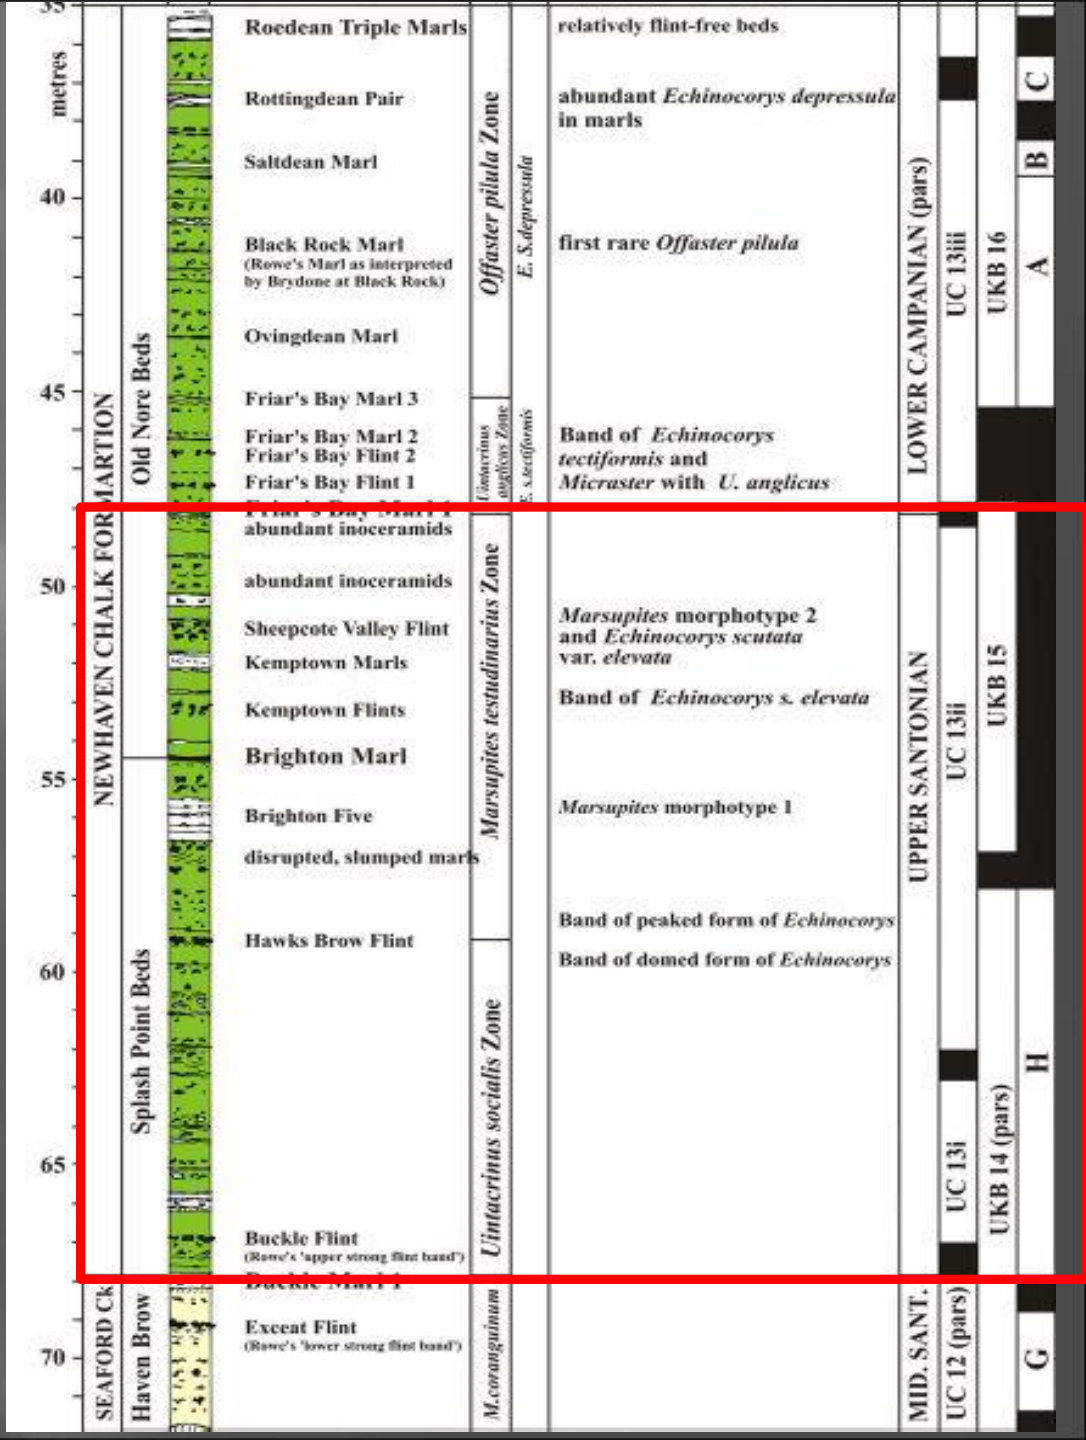 35
metres
40
45
50
55
60
65
70
NEWHAVEN CHALK FORMARTION
SEAFORD Ck
Old Nore Beds
Splash Point Beds
Haven Brow
Roedean Triple Marls
Rottingdean Pair
Saltdean Marl
Black Rock Marl
(Rowe's Marl as interpreted
by Brydone at Black Rock)
Ovingdean Marl
Friar's Bay Marl 3
Friar's Bay Marl 2
Friar's Bay Flint 2
Friar's Bay Flint 1
Friar's Bay Marl 1
abundant inoceramids
abundant inoceramids
Sheepcote Valley Flint
Kemptown Marls
Kemptown Flints
Brighton Marl
Brighton Five
disrupted, slumped marls
Hawks Brow Flint
Buckle Flint
(Rowe's 'upper strong flint band')
Buckle Marl 1
Exceat Flint
(Rowe's 'lower strong flint band')
Offaster pilula Zone
Uintacrinus
anglicus Zone
Marsupites testudinarius Zone
Uintacrinus socialis Zone
M.coranguinum
E. S.depressula
E. s.tectiformis
relatively flint-free beds
abundant Echinocorys depressula
in marls
first rare Offaster pilula
Band of Echinocorys
tectiformis and
Micraster with U. anglicus
Marsupites morphotype 2
and Echinocorys scutata
var. elevata
Band of Echinocorys s. elevata
Marsupites morphotype 1
Band of peaked form of Echinocorys
Band of domed form of Echinocorys
LOWER CAMPANIAN (pars)
UPPER SANTONIAN
MID. SANT.
UC 13iii
UC 13ii
UC 13i
UC 12 (pars)
UKB 16
UKB 15
UKB 14 (pars)
C
B
A
H
G